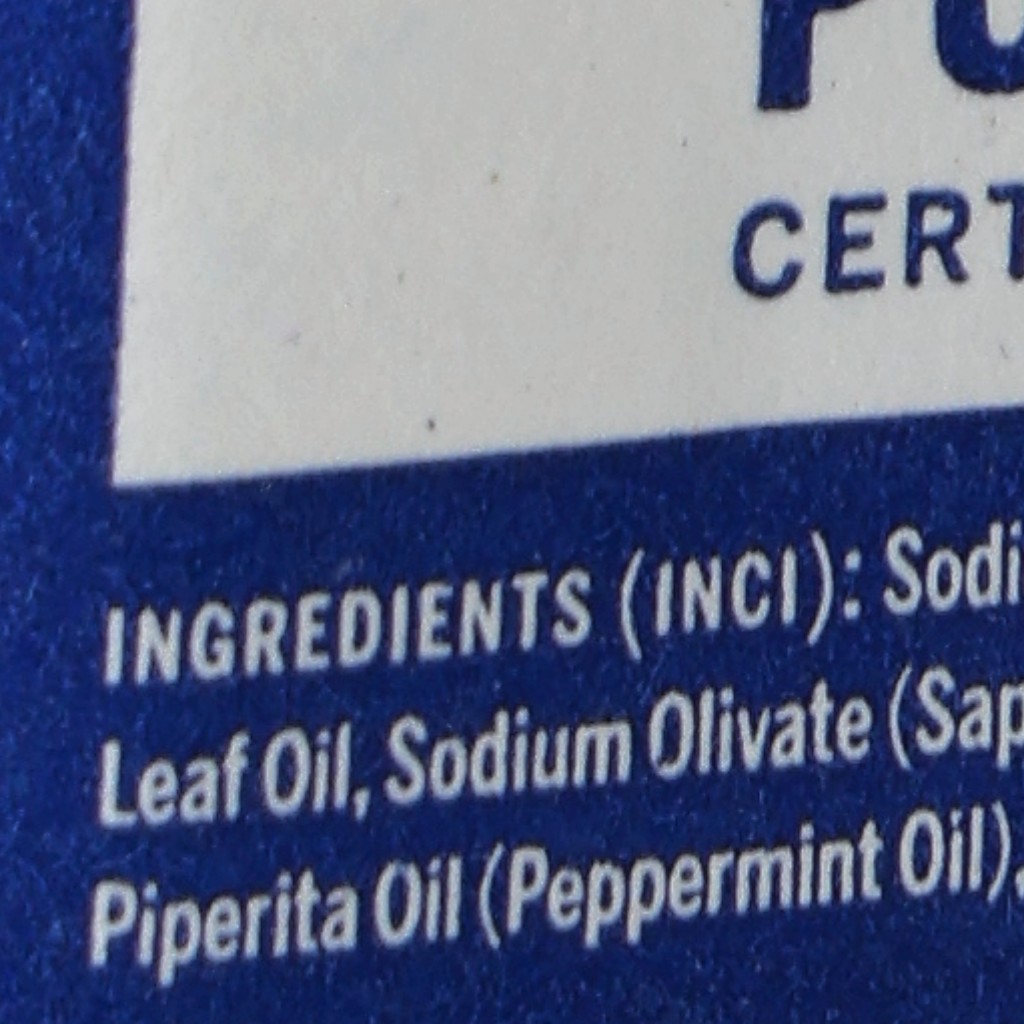 CERT
INGREDIENTS (INCI): Sodi
Leaf Oil, Sodium Olivate (Sap
Piperita Oil (Peppermint Oil),